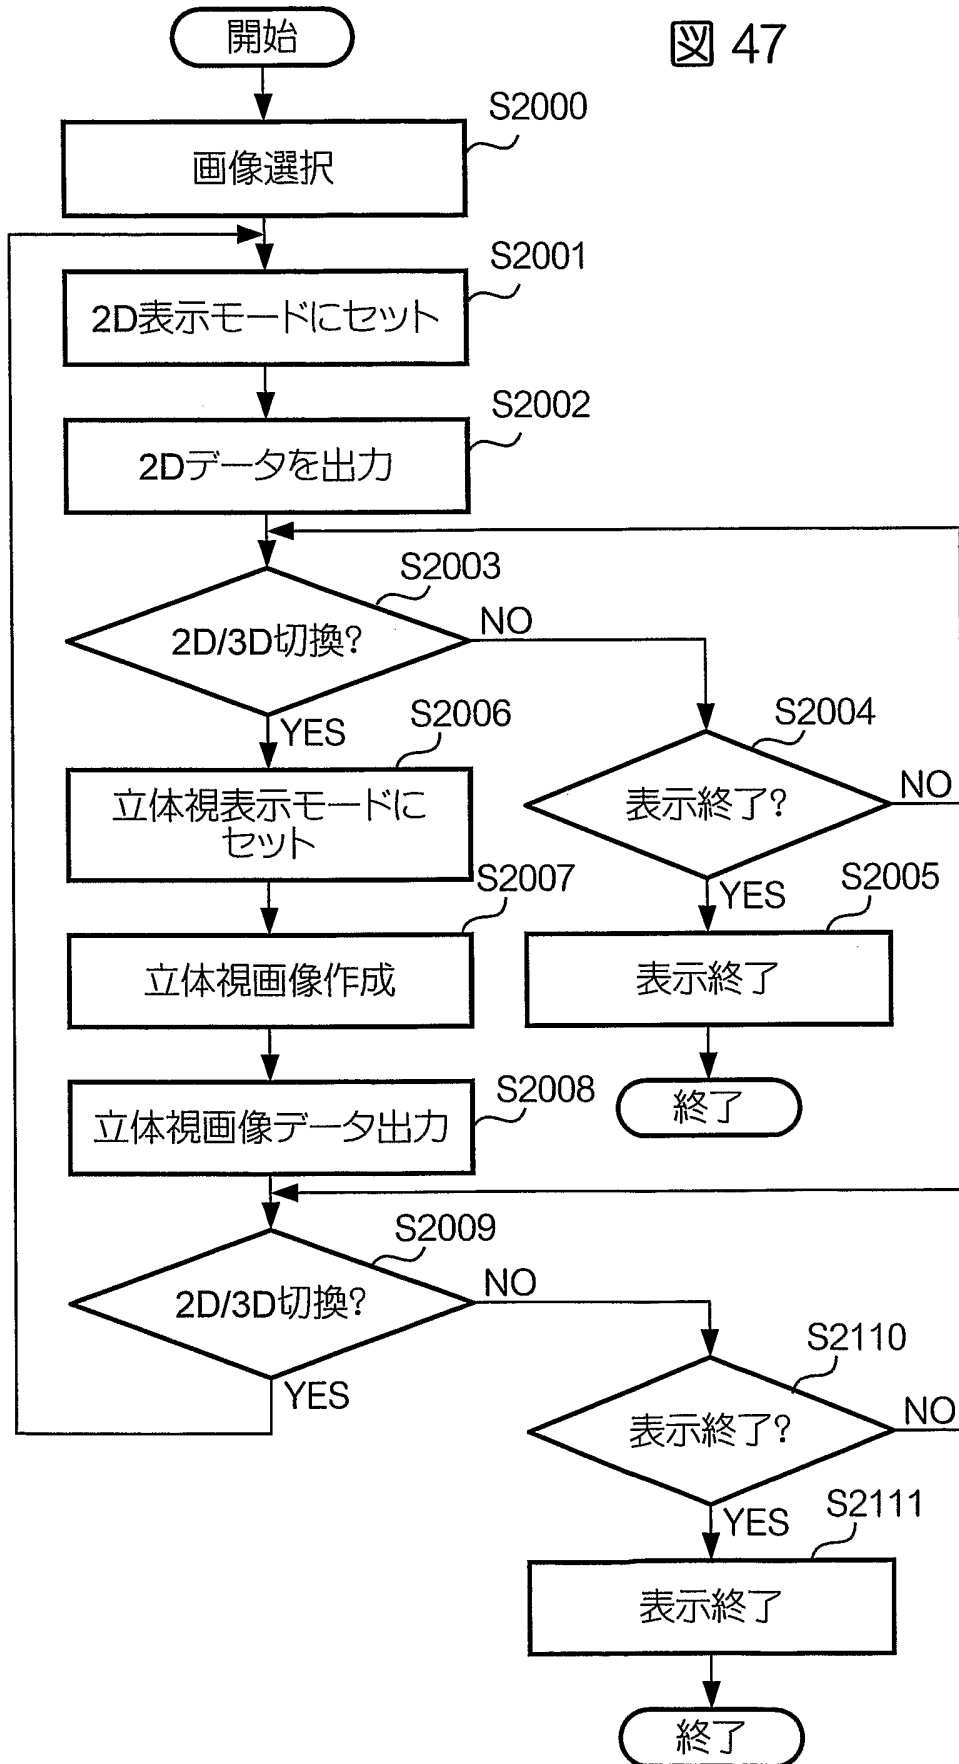 開始
図 47
S2000
画像選択
S2001
2D表示モードにセット
S2002
2Dデータを出力
S2003
2D/3D切換?
NO
YES
S2004
表示終了?
NO
YES
S2005
表示終了
終了
S2006
立体視表示モードに
セット
S2007
立体視画像作成
S2008
立体視画像データ出力
S2009
2D/3D切換?
NO
YES
S2110
表示終了?
NO
YES
S2111
表示終了
終了